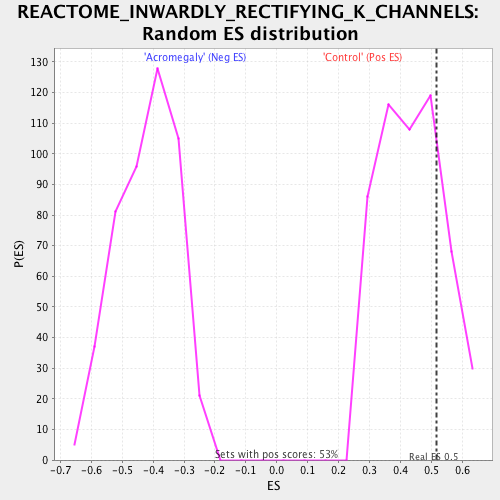 REACTOME_INWARDLY_RECTIFYING_K_CHANNELS:
Random ES distribution
'Acromegaly' (Neg ES) 'Control' (Pos ES)
130
120
110
100
90
80
70
60
50
40
30
20
10
0
P(ES)
Sets with pos scores: 53%
Real ES 0.5
-0.7 -0.6 -0.5 -0.4 -0.3 -0.2 -0.1 0.0 0.1 0.2 0.3 0.4 0.5 0.6
ES